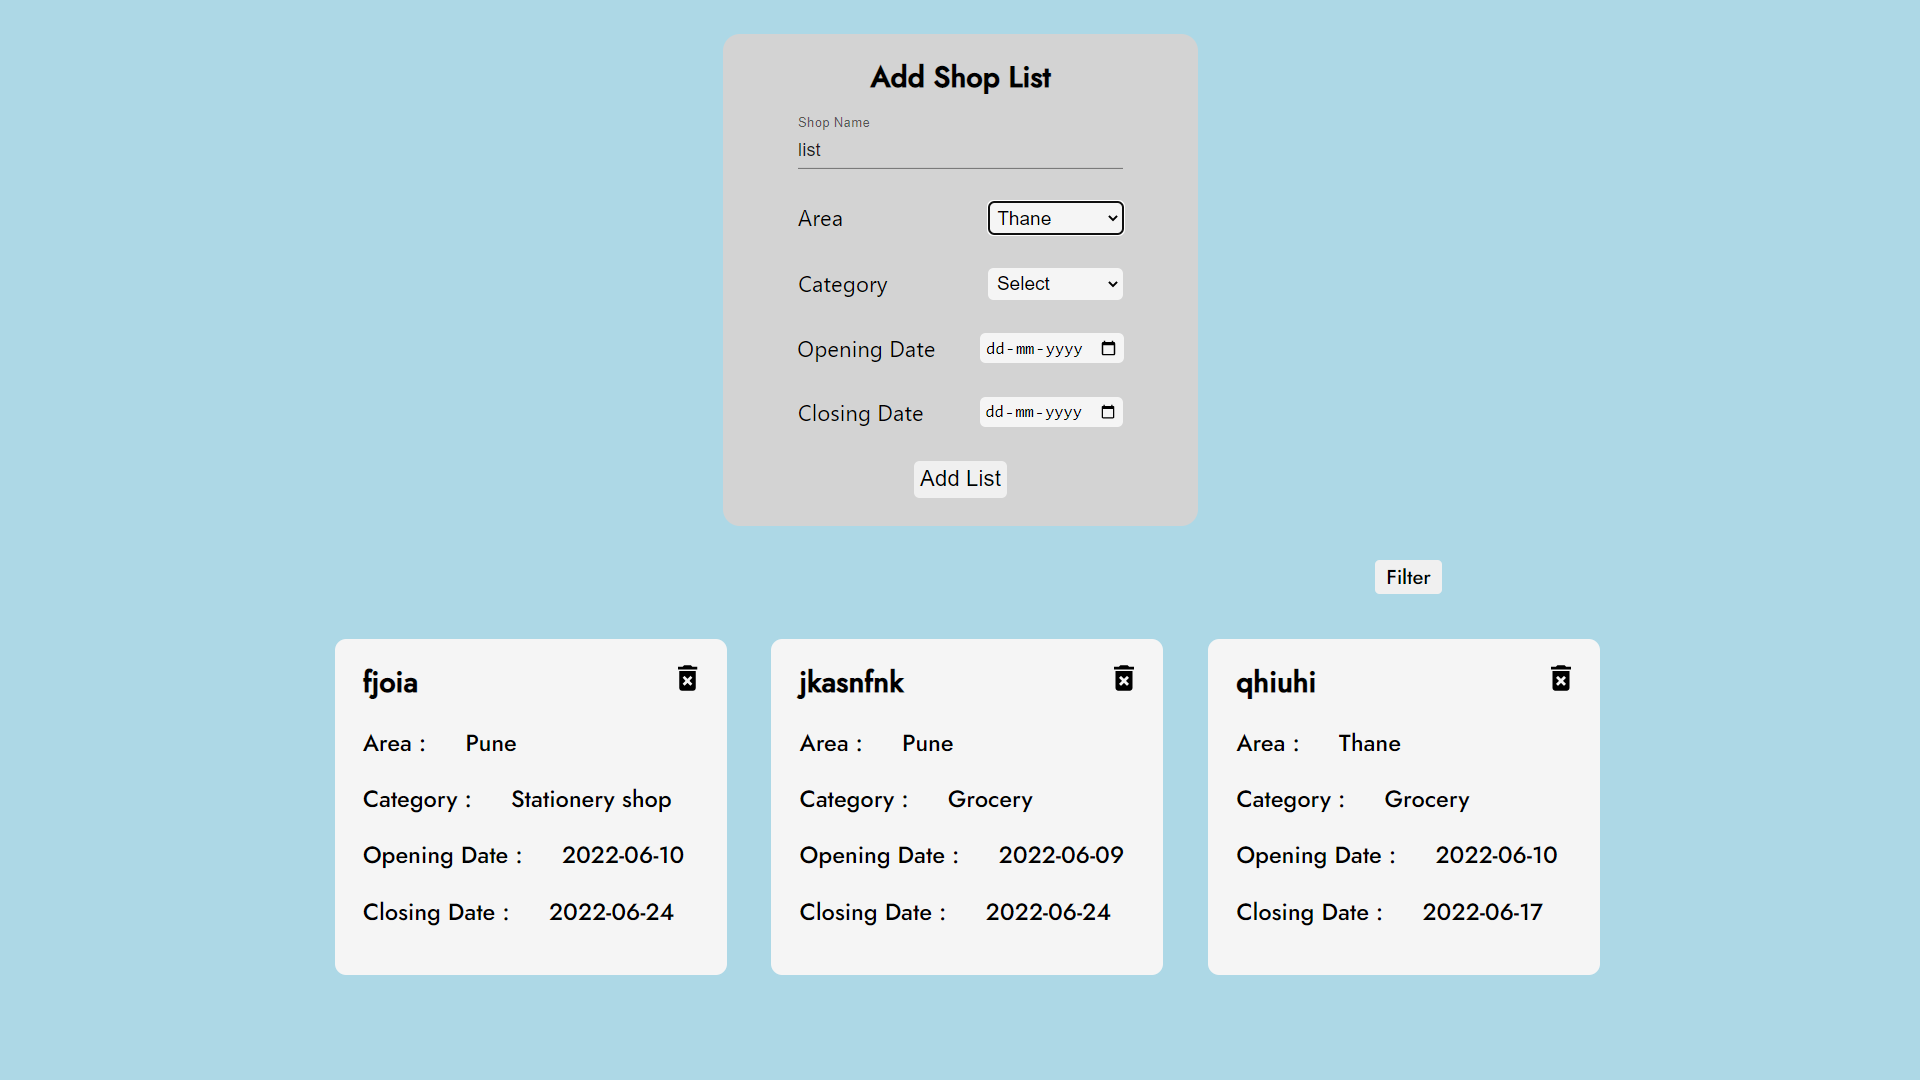 Add Shop List
Shop Name
list
Area Thane
Category Select
Opening Date dd-mm-yyyy
Closing Date dd-mm-yyyy
Add List
Filter
fjoia
Area : Pune
Category : Stationery shop
Opening Date : 2022-06-10
Closing Date : 2022-06-24
jkasnfnk
Area : Pune
Category : Grocery
Opening Date : 2022-06-09
Closing Date : 2022-06-24
qhiuhi
Area : Thane
Category : Grocery
Opening Date : 2022-06-10
Closing Date : 2022-06-17